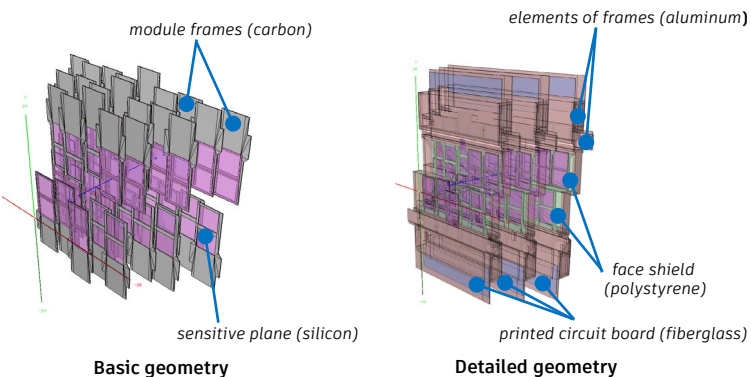 module frames (carbon)
elements of frames (aluminum)
face shield
(polystyrene)
sensitive plane (silicon)
printed circuit board (fiberglass)
Basic geometry
Detailed geometry